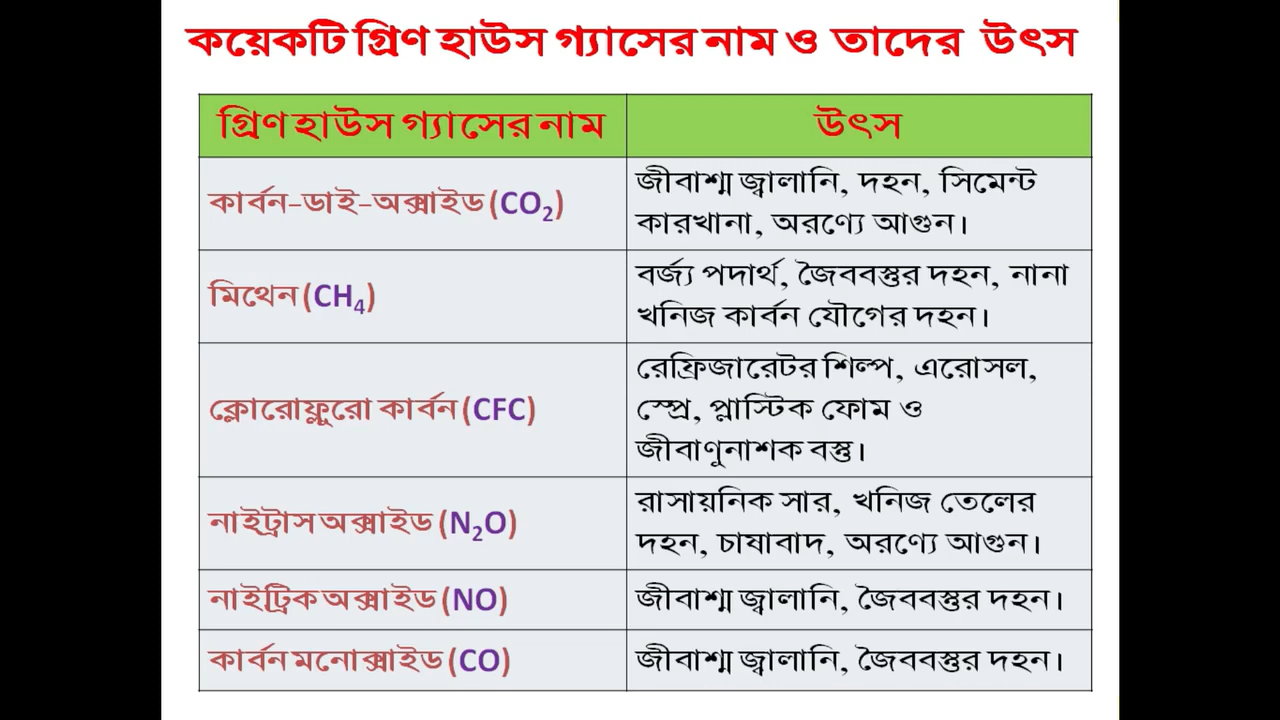 কয়েকটি গ্রিণ হাউস গ্যাসের নাম ও তাদের উৎস
গ্রিণ হাউস গ্যাসের নাম
উৎস
কার্বন-ডাই-অক্সাইড (CO₂)
জীবাশ্ম জ্বালানি, দহন, সিমেন্ট
কারখানা, অরণ্যে আগুন।
মিথেন (CH₄)
বর্জ্য পদার্থ, জৈববস্তুর দহন, নানা
খনিজ কার্বন যৌগের দহন।
ক্লোরোফ্লুরো কার্বন (CFC)
রেফ্রিজারেটর শিল্প, এরোসল,
স্প্রে, প্লাস্টিক ফোম ও
জীবাণুনাশক বস্তু।
নাইট্রাস অক্সাইড (N₂O)
রাসায়নিক সার, খনিজ তেলের
দহন, চাষাবাদ, অরণ্যে আগুন।
নাইট্রিক অক্সাইড (NO)
জীবাশ্ম জ্বালানি, জৈববস্তুর দহন।
কার্বন মনোক্সাইড (CO)
জীবাশ্ম জ্বালানি, জৈববস্তুর দহন।